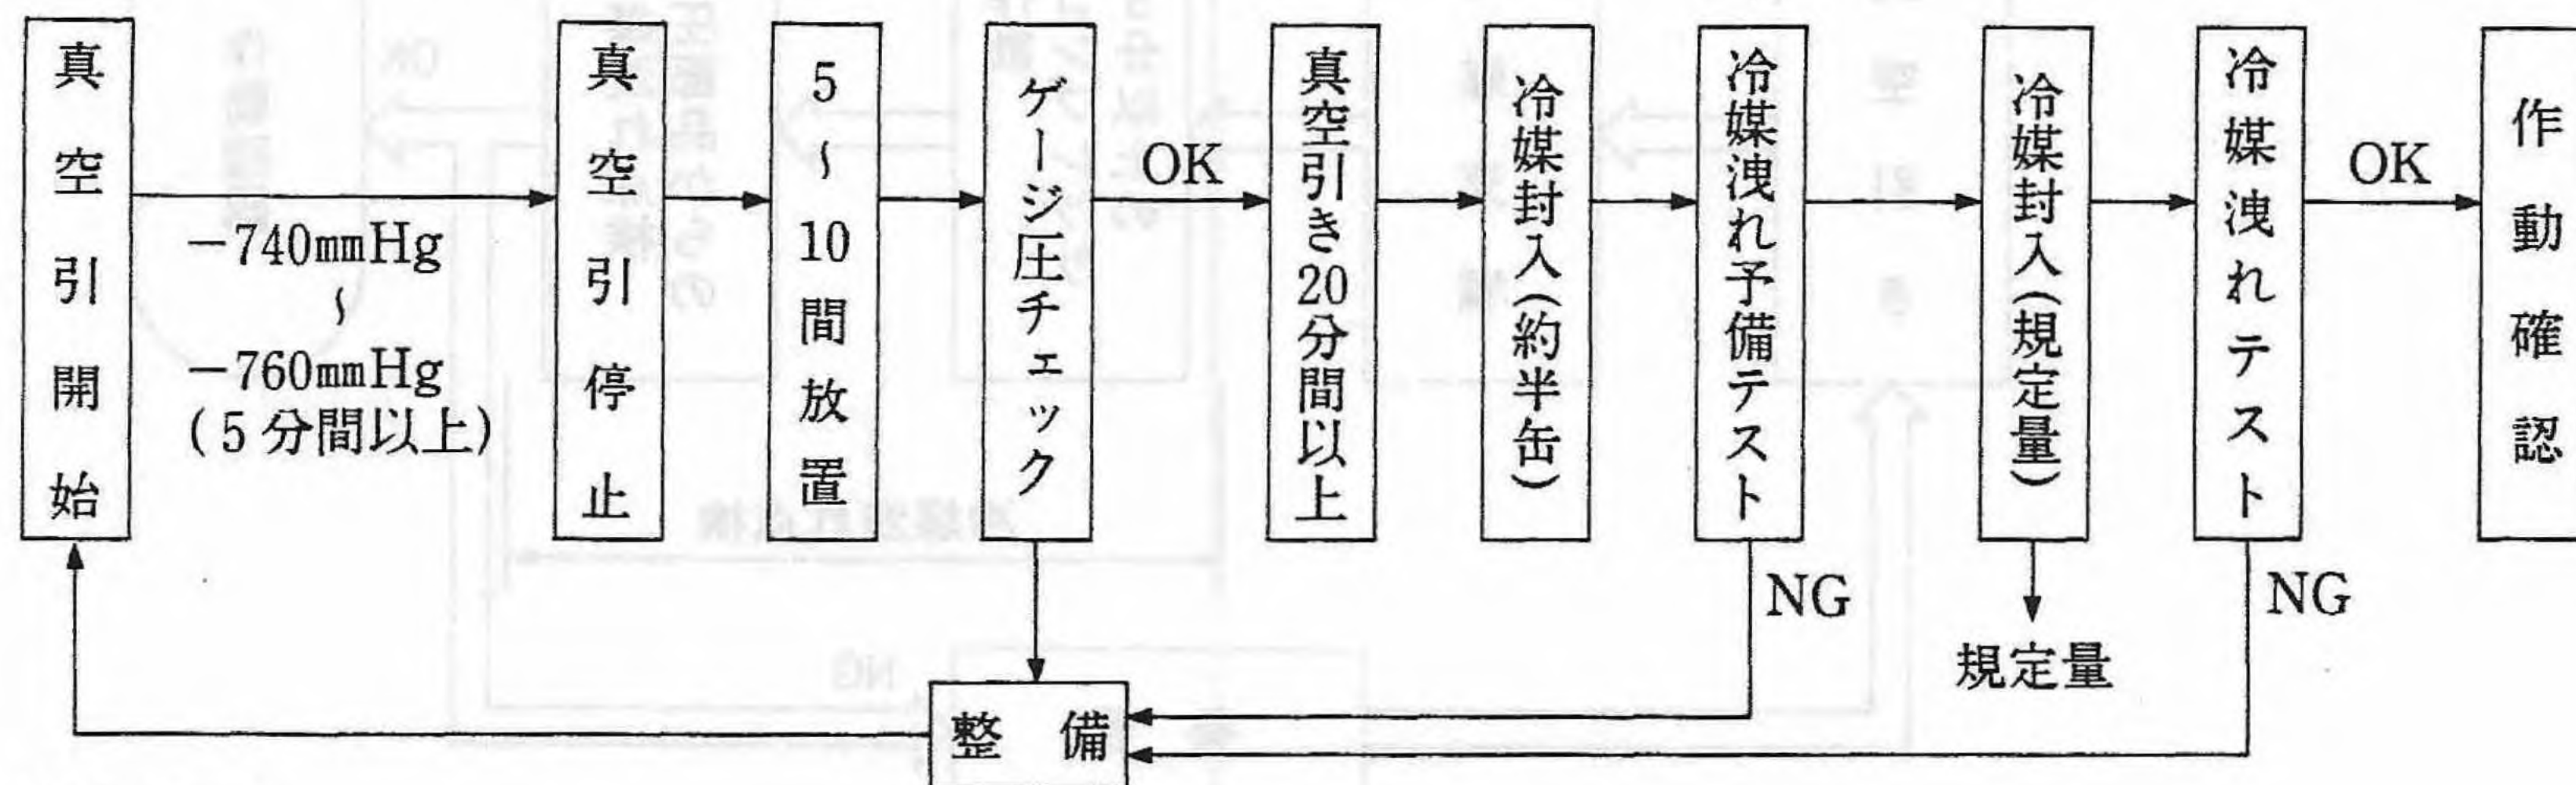 真空引開始
−740mmHg
〜
−760mmHg
(5分間以上)
真空引停止
5〜10間放置
ゲージ圧チェック
OK
真空引き20分間以上
冷媒封入(約半缶)
冷媒洩れ予備テスト
NG
冷媒封入(規定量)
規定量
冷媒洩れテスト
OK
NG
作動確認
整備